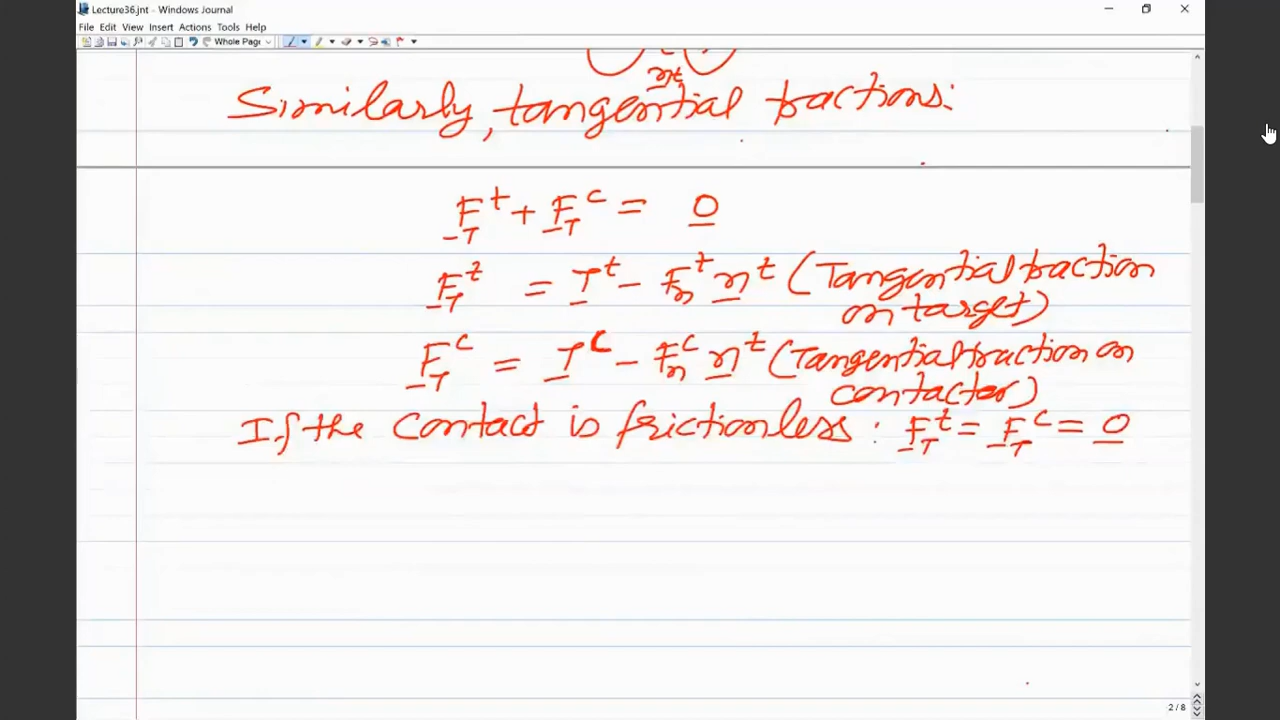 Lecture36.jnt - Windows Journal
File Edit View Insert Actions Tools Help
Whole Page
nt
Similarly, tangential tractions:
F_T^t + F_T^c = 0
F_T^t = T^t - F_n^t n^t (Tangential traction
on target)
F_T^c = T^c - F_n^c n^t (Tangential traction on
contactor)
If the contact is frictionless : F_T^t = F_T^c = 0
2 / 8